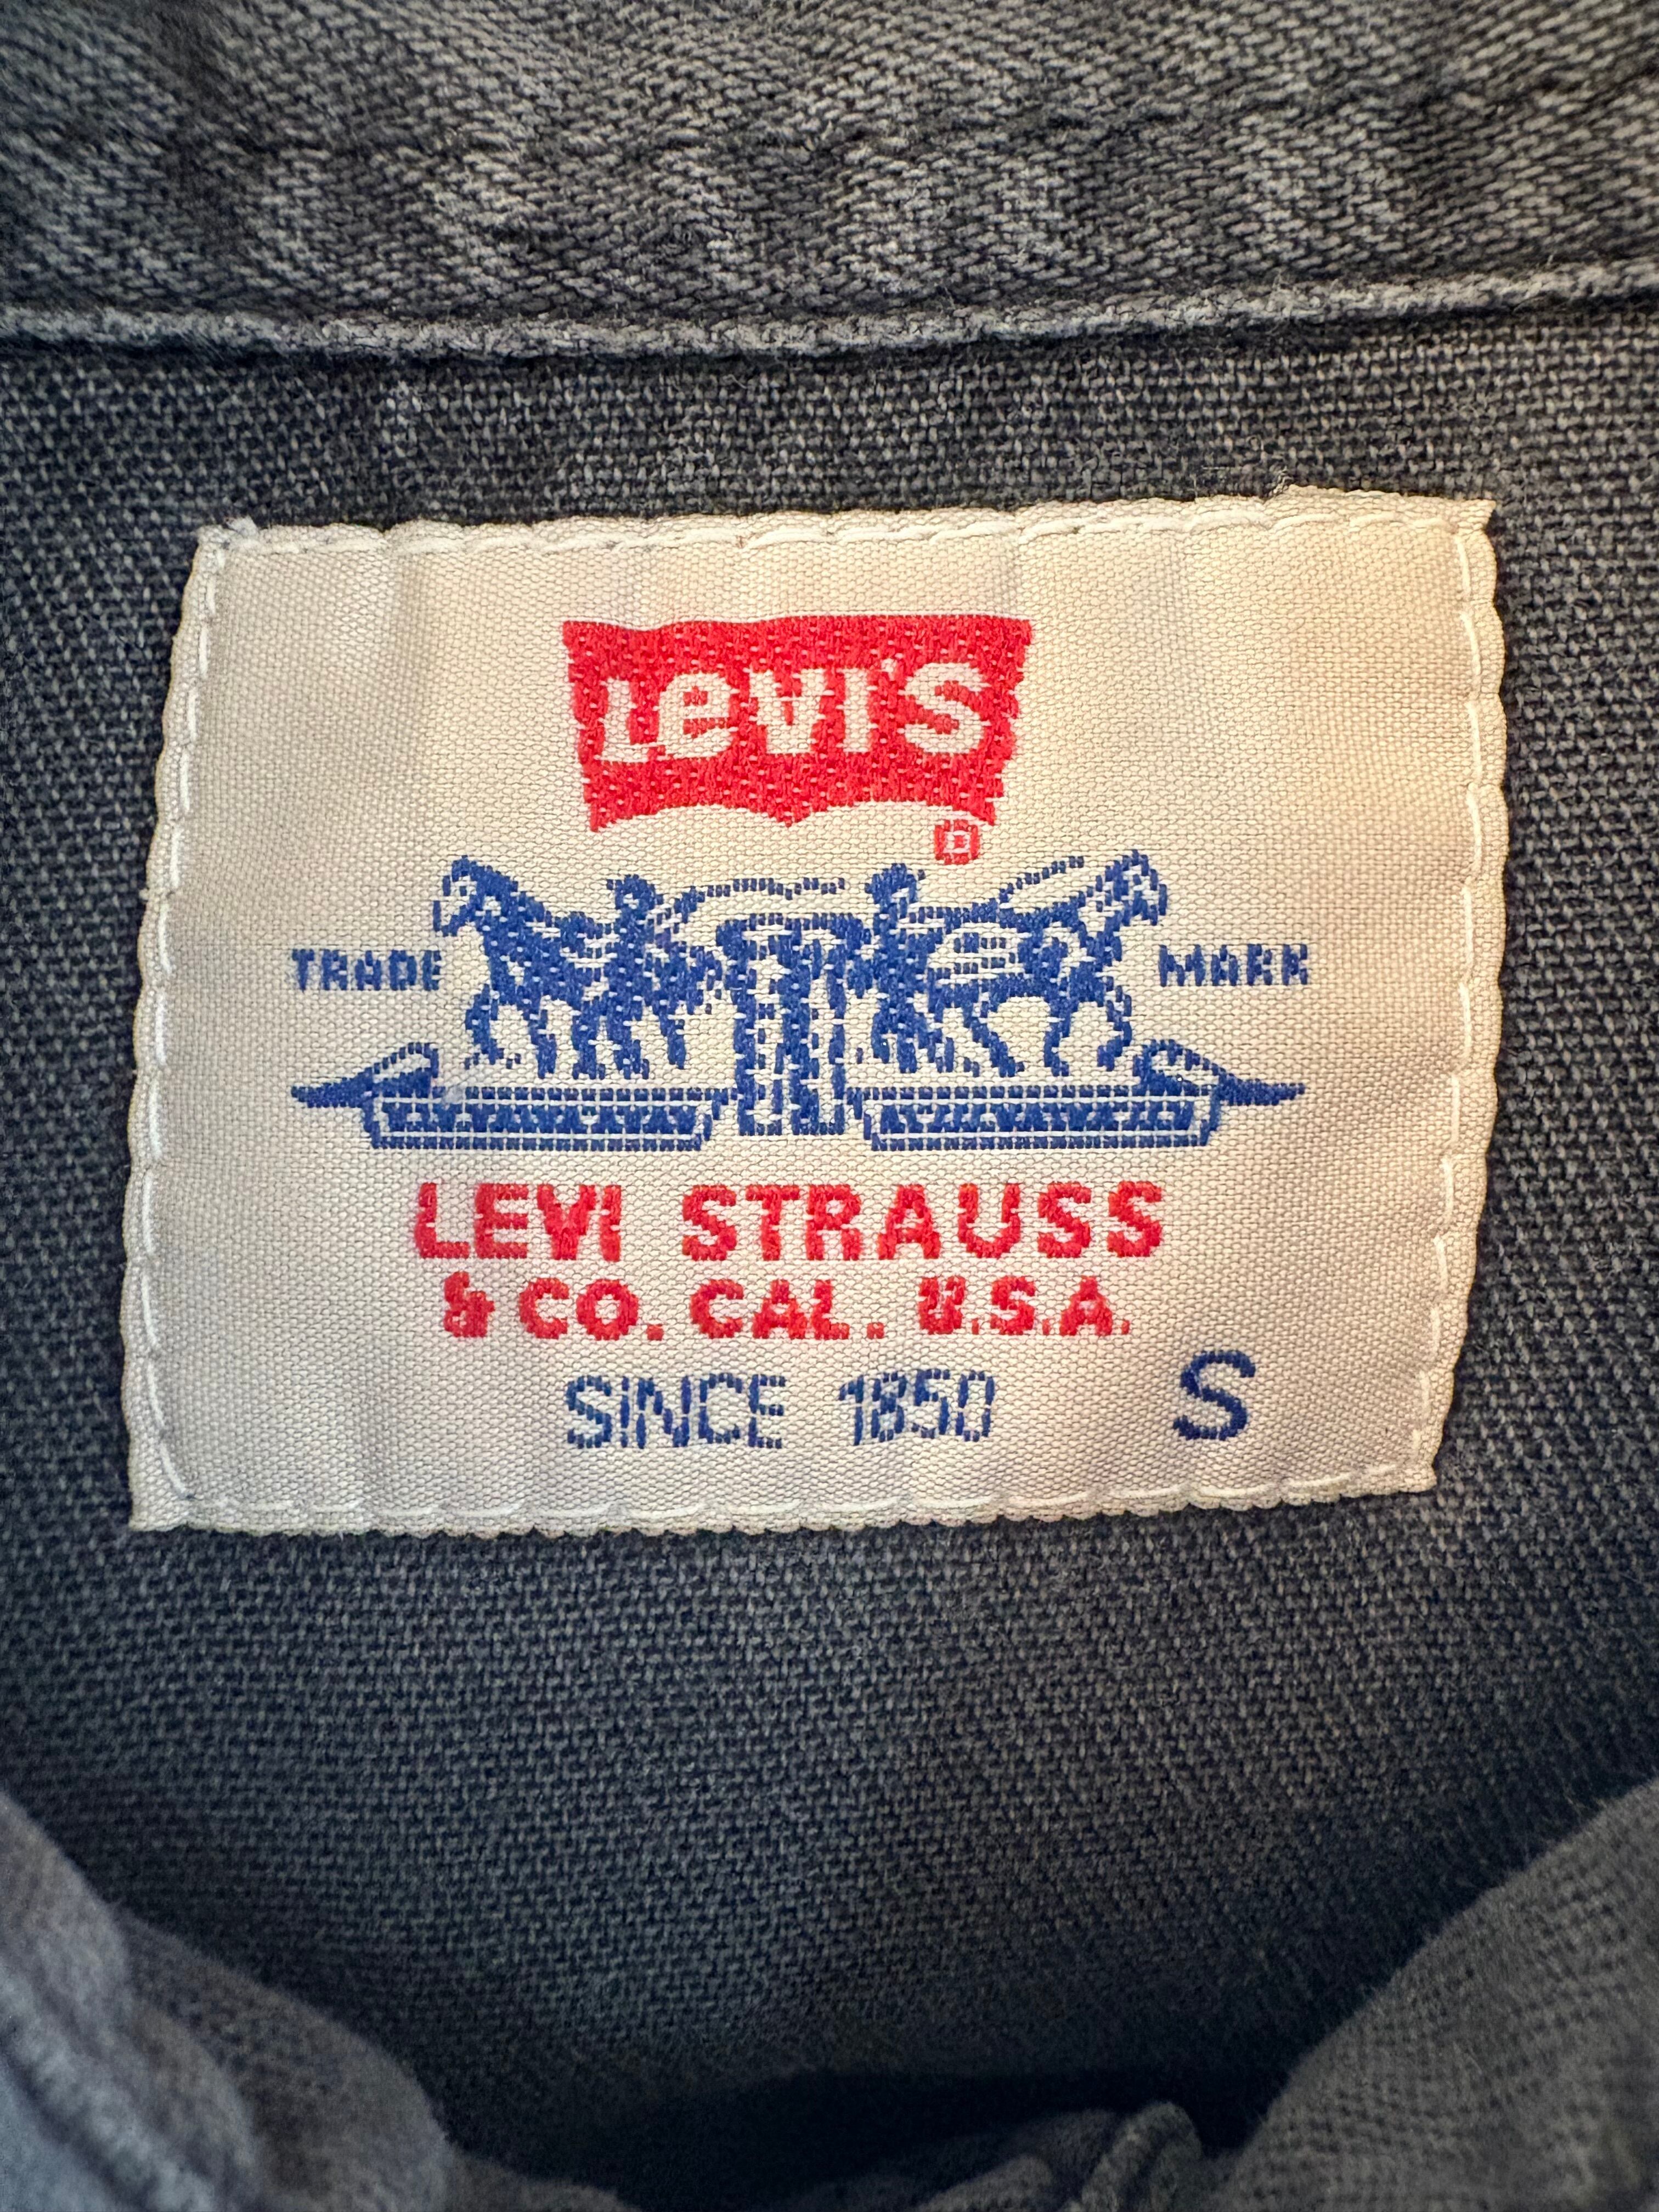 Levi's
®
TRADE MARK
LEVI STRAUSS
& CO. CAL. U.S.A.
SINCE 1850 S